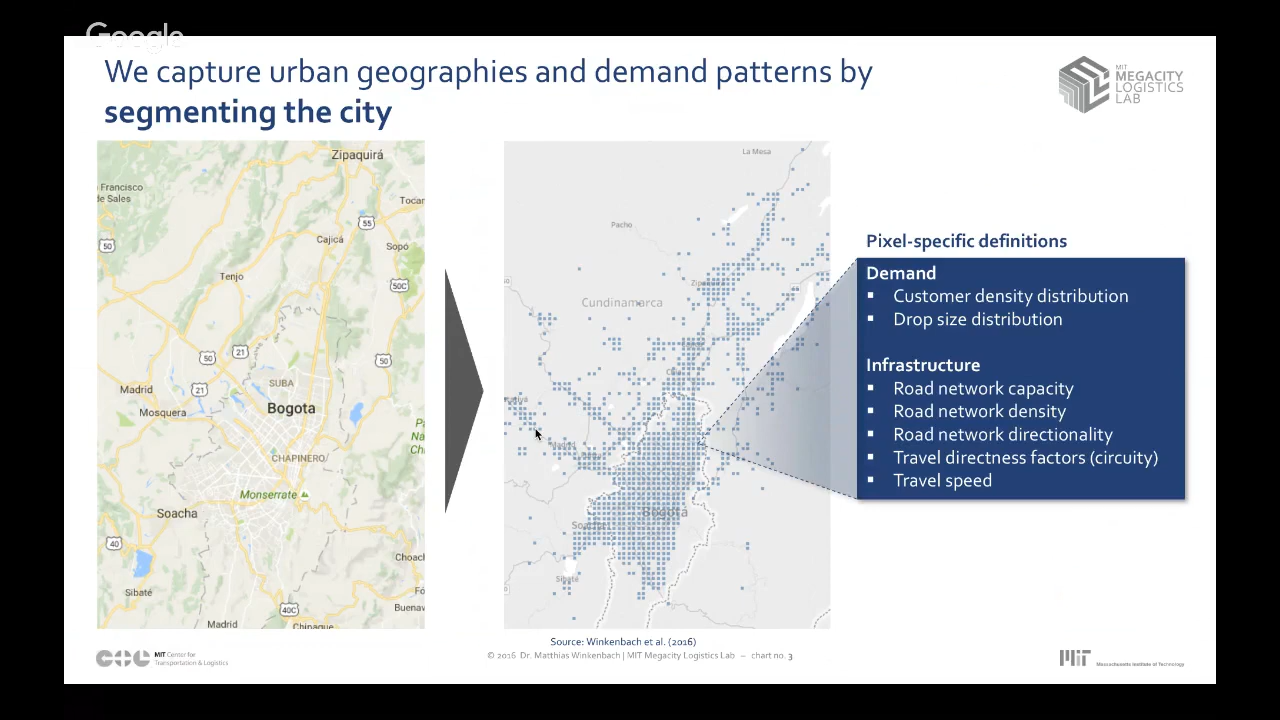 Google
We capture urban geographies and demand patterns by
segmenting the city
MIT
MEGACITY
LOGISTICS
LAB
Zipaquirá
Francisco
de Sales
Tocar
55
Cajicá
50
Sopó
Tenjo
50C
50
21
50
Madrid
21
SUBA
Mosquera
Bogota
CHAPINERO
Monserrate
Soacha
40
Choach
Sibaté
40C
Buenav
Madrid
Chipaque
La Mesa
Pacho
Cundinamarca
Bogotá
Sibaté
Pixel-specific definitions
Demand
▪ Customer density distribution
▪ Drop size distribution
Infrastructure
▪ Road network capacity
▪ Road network density
▪ Road network directionality
▪ Travel directness factors (circuity)
▪ Travel speed
Source: Winkenbach et al. (2016)
© 2016 Dr. Matthias Winkenbach | MIT Megacity Logistics Lab – chart no. 3
MIT Center for
Transportation & Logistics
MIT
Massachusetts Institute of Technology